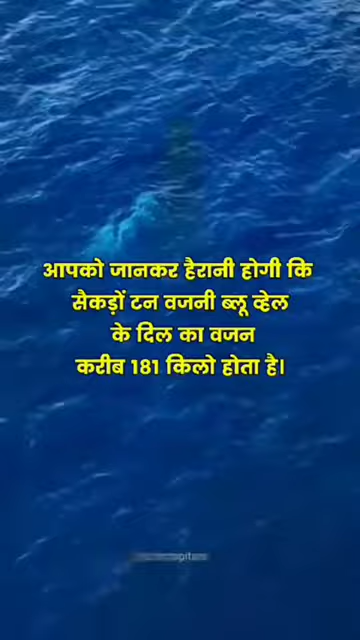 आपको जानकर हैरानी होगी कि
सैकड़ों टन वजनी ब्लू व्हेल
के दिल का वजन
करीब 181 किलो होता है।